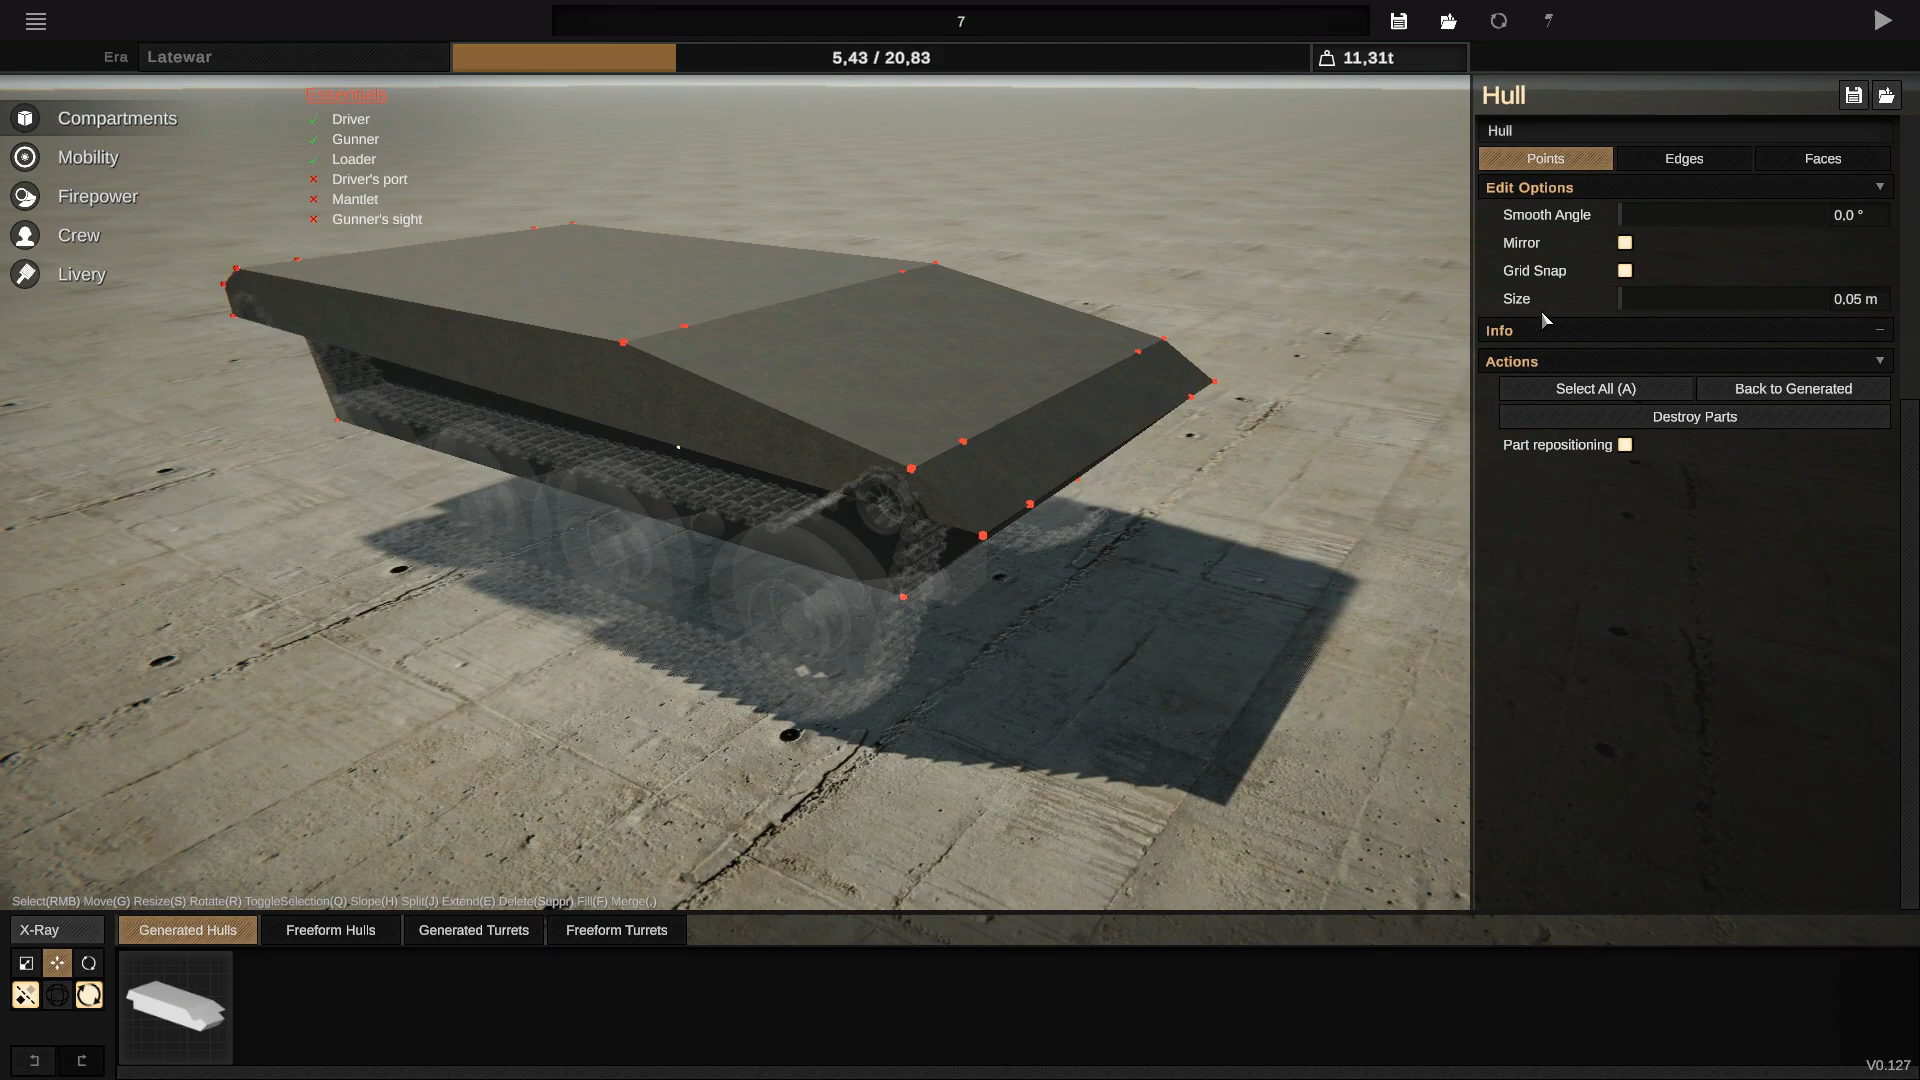 7
Era Latewar 5,43 / 20,83 11,31t
Hull
Essentials
Driver
Gunner
Loader
Driver's port
Mantlet
Gunner's sight
Compartments
Mobility
Firepower
Crew
Livery
Hull
Points Edges Faces
Edit Options
Smooth Angle 0.0 °
Mirror
Grid Snap
Size 0.05 m
Info
Actions
Select All (A) Back to Generated
Destroy Parts
Part repositioning
Select(RMB) Move(G) Resize(S) Rotate(R) ToggleSelection(Q) Slope(H) Split(J) Extend(E) Delete(Suppr) Fill(F) Merge(,)
X-Ray Generated Hulls Freeform Hulls Generated Turrets Freeform Turrets
V0.127